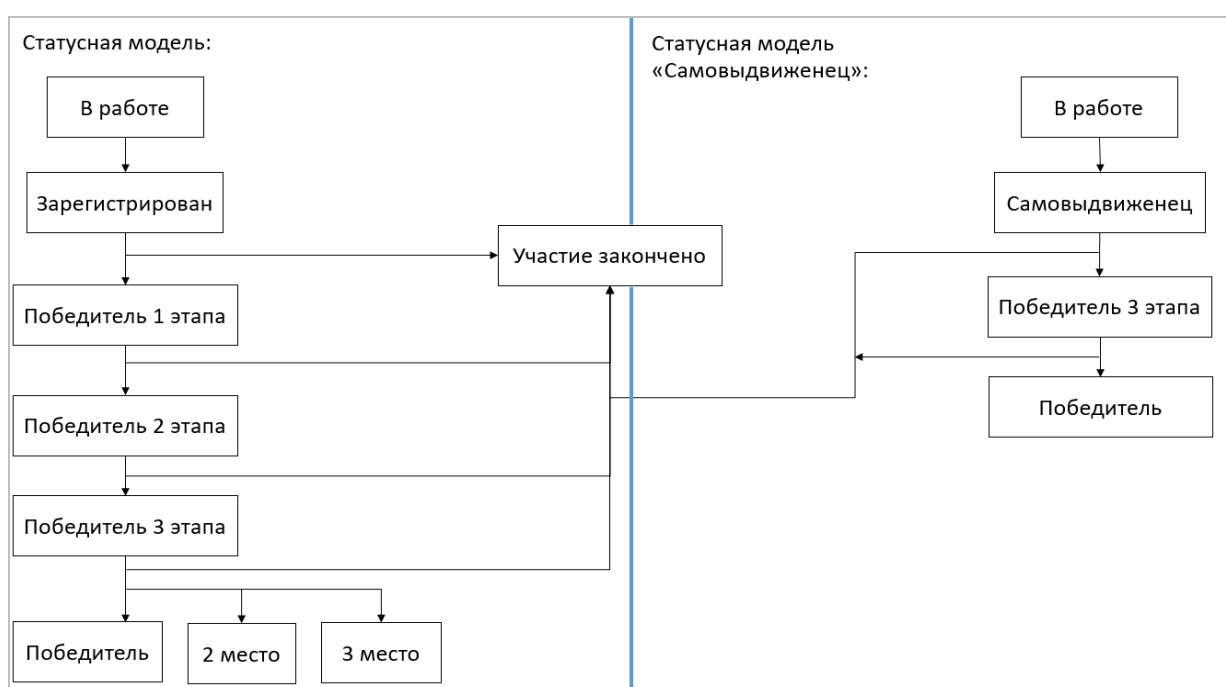 Статусная модель:
В работе
Зарегистрирован
Участие закончено
Победитель 1 этапа
Победитель 2 этапа
Победитель 3 этапа
Победитель
2 место
3 место
Статусная модель
«Самовыдвиженец»:
В работе
Самовыдвиженец
Победитель 3 этапа
Победитель